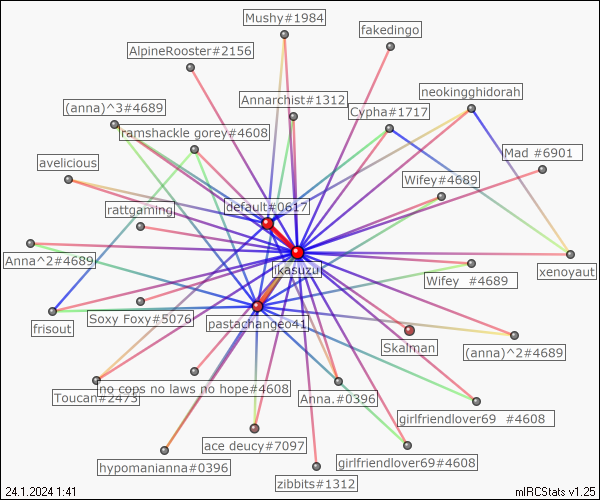 Mushy#1984
fakedingo
AlpineRooster#2156
neokingghidorah
Annarchist#1312
(anna)^3#4689
Cypha#1717
ramshackle gorey#4608
Mad #6901
avelicious
Wifey#4689
default#0617
rattgaming
Anna^2#4689
Ikasuzu
xenoyaut
Wifey #4689
Soxy Foxy#5076
pastachangeo41
frisout
Skalman
(anna)^2#4689
no cops no laws no hope#4608
Toucan#2473
Anna.#0396
girlfriendlover69 #4608
ace deucy#7097
hypomanianna#0396
girlfriendlover69#4608
zibbits#1312
24.1.2024 1:41
mIRCStats v1.25